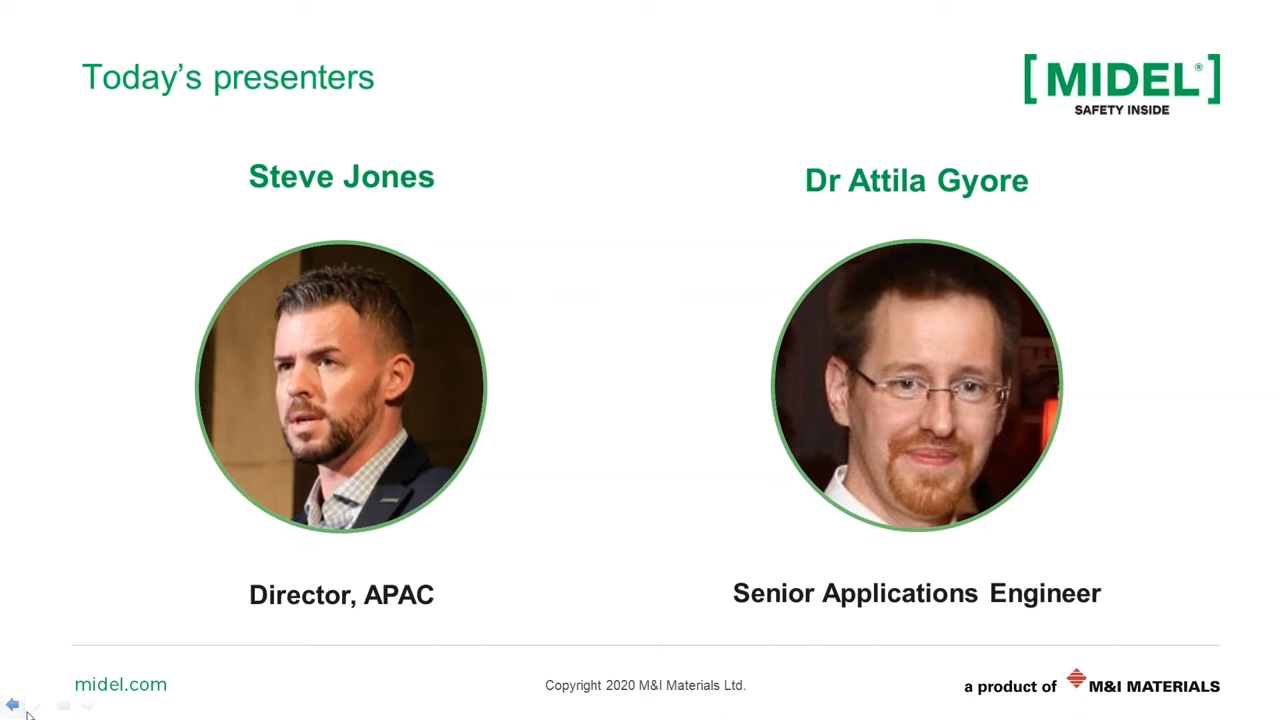 Today’s presenters
[MIDEL®]
SAFETY INSIDE
Steve Jones
Dr Attila Gyore
Director, APAC
Senior Applications Engineer
midel.com
Copyright 2020 M&I Materials Ltd.
a product of M&I MATERIALS